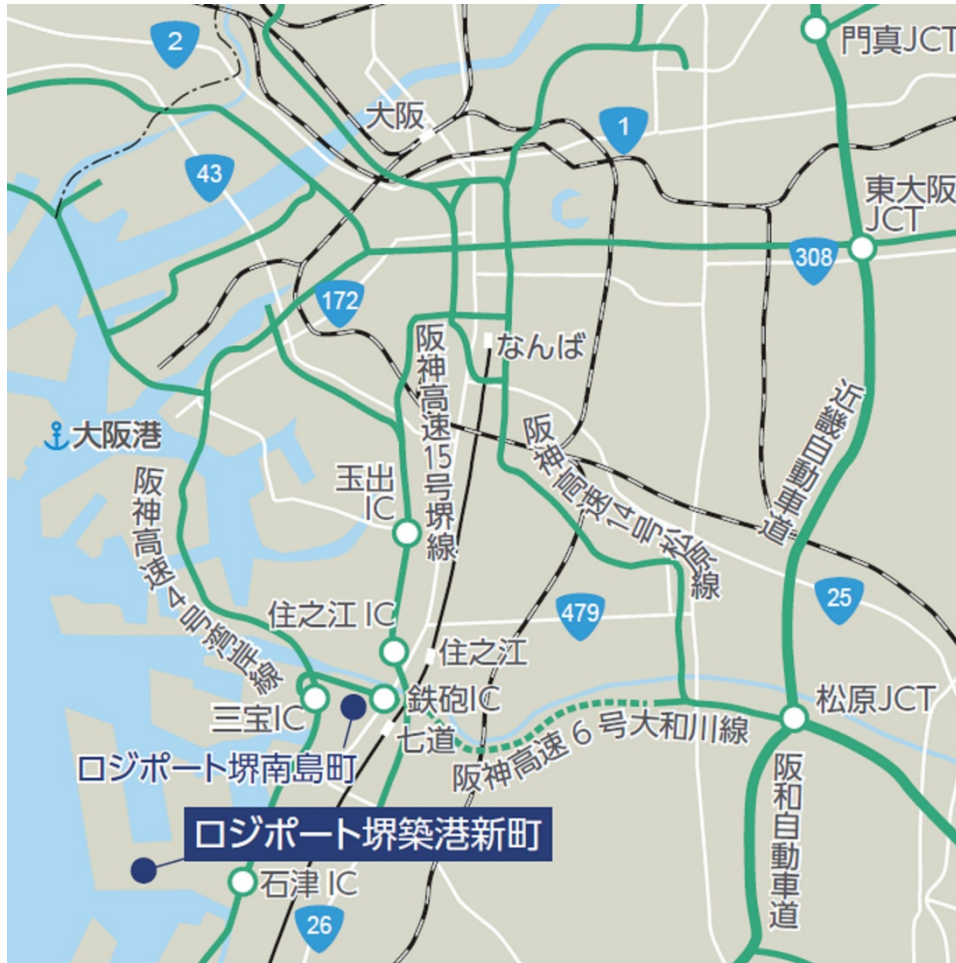 2
門真JCT
大阪
1
43
東大阪
JCT
308
172
なんば
阪神高速15号堺線
近畿自動車道
大阪港
阪神高速14号松原線
阪神高速4号湾岸線
玉出
IC
25
479
住之江 IC
住之江
三宝IC
鉄砲IC
松原JCT
七道
阪神高速6号大和川線
ロジポート堺南島町
阪和自動車道
ロジポート堺築港新町
石津 IC
26